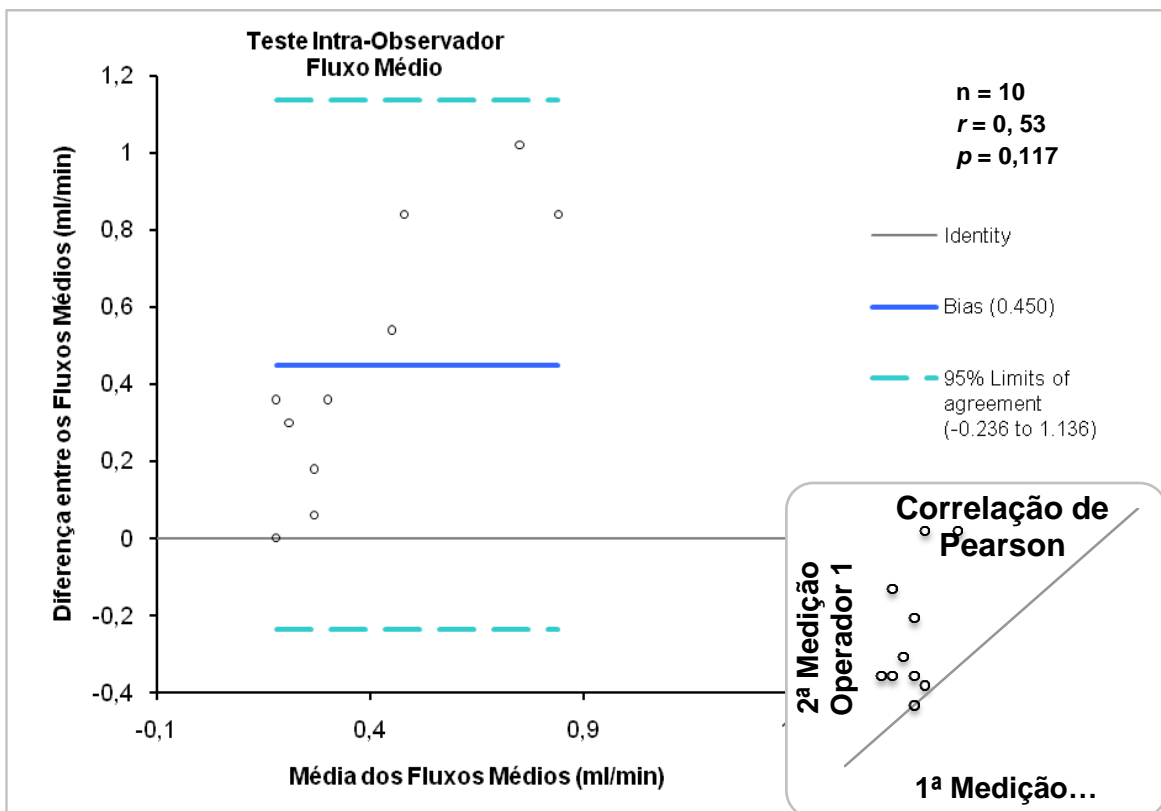 Teste Intra-Observador
Fluxo Médio
1,2
1
0,8
0,6
0,4
0,2
0
-0,2
-0,4
Diferença entre os Fluxos Médios (ml/min)
-0,1
0,4
0,9
Média dos Fluxos Médios (ml/min)
n = 10
r = 0, 53
p = 0,117
Identity
Bias (0.450)
95% Limits of
agreement
(-0.236 to 1.136)
Correlação de
Pearson
2ª Medição
Operador 1
1ª Medição…